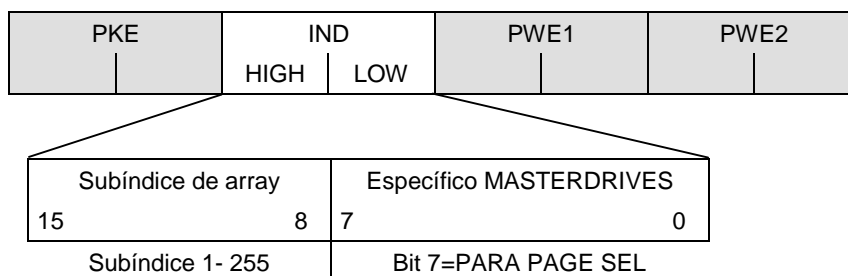 PKE IND PWE1 PWE2
HIGH LOW
Subíndice de array Específico MASTERDRIVES
15 8 7 0
Subíndice 1- 255 Bit 7=PARA PAGE SEL